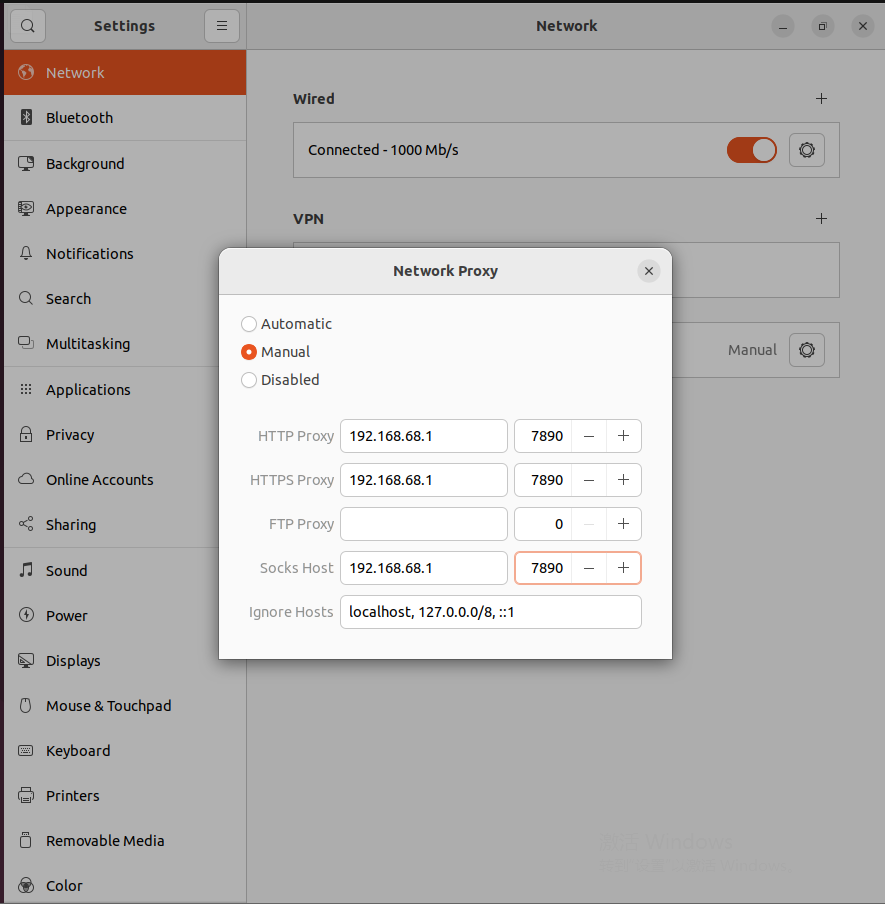 Settings
Network
Network
Bluetooth
Background
Appearance
Notifications
Search
Multitasking
Applications
Privacy
Online Accounts
Sharing
Sound
Power
Displays
Mouse & Touchpad
Keyboard
Printers
Removable Media
Color
Wired
Connected - 1000 Mb/s
VPN
Manual
Network Proxy
Automatic
Manual
Disabled
HTTP Proxy 192.168.68.1 7890
HTTPS Proxy 192.168.68.1 7890
FTP Proxy 0
Socks Host 192.168.68.1 7890
Ignore Hosts localhost, 127.0.0.0/8, ::1
激活 Windows